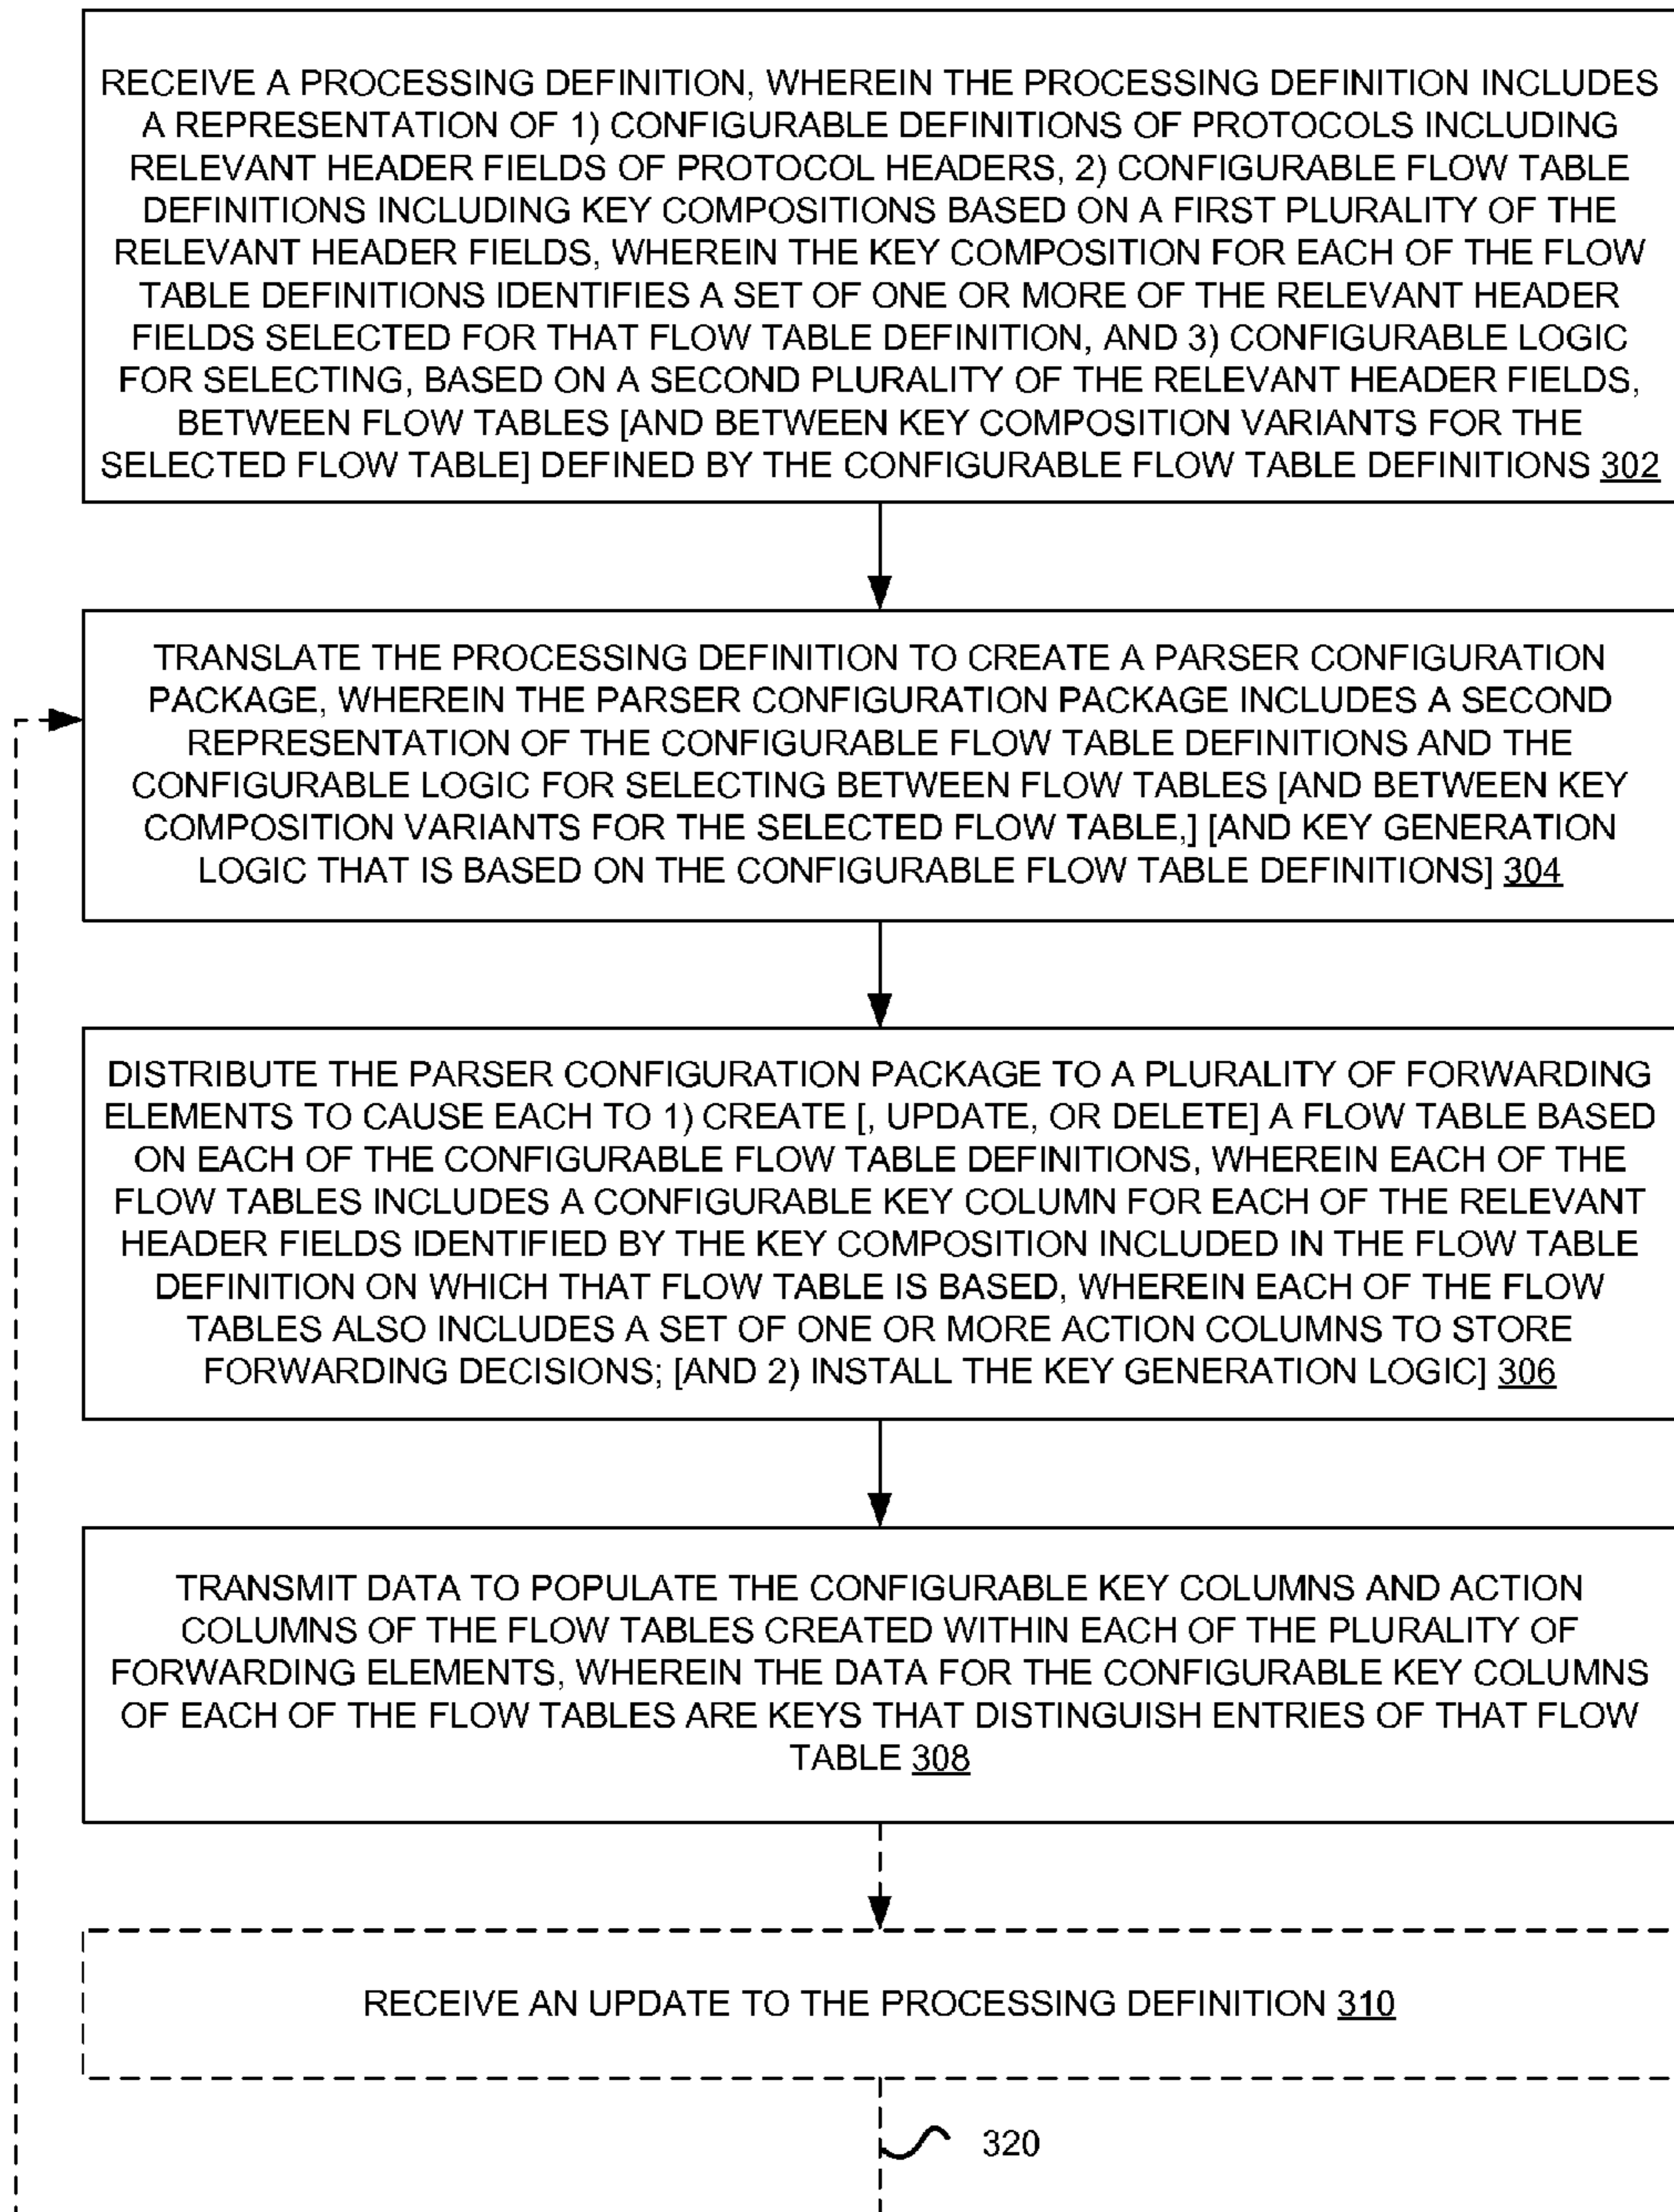 RECEIVE A PROCESSING DEFINITION, WHEREIN THE PROCESSING DEFINITION INCLUDES
A REPRESENTATION OF 1) CONFIGURABLE DEFINITIONS OF PROTOCOLS INCLUDING
RELEVANT HEADER FIELDS OF PROTOCOL HEADERS, 2) CONFIGURABLE FLOW TABLE
DEFINITIONS INCLUDING KEY COMPOSITIONS BASED ON A FIRST PLURALITY OF THE
RELEVANT HEADER FIELDS, WHEREIN THE KEY COMPOSITION FOR EACH OF THE FLOW
TABLE DEFINITIONS IDENTIFIES A SET OF ONE OR MORE OF THE RELEVANT HEADER
FIELDS SELECTED FOR THAT FLOW TABLE DEFINITION, AND 3) CONFIGURABLE LOGIC
FOR SELECTING, BASED ON A SECOND PLURALITY OF THE RELEVANT HEADER FIELDS,
BETWEEN FLOW TABLES [AND BETWEEN KEY COMPOSITION VARIANTS FOR THE
SELECTED FLOW TABLE] DEFINED BY THE CONFIGURABLE FLOW TABLE DEFINITIONS 302
TRANSLATE THE PROCESSING DEFINITION TO CREATE A PARSER CONFIGURATION
PACKAGE, WHEREIN THE PARSER CONFIGURATION PACKAGE INCLUDES A SECOND
REPRESENTATION OF THE CONFIGURABLE FLOW TABLE DEFINITIONS AND THE
CONFIGURABLE LOGIC FOR SELECTING BETWEEN FLOW TABLES [AND BETWEEN KEY
COMPOSITION VARIANTS FOR THE SELECTED FLOW TABLE,] [AND KEY GENERATION
LOGIC THAT IS BASED ON THE CONFIGURABLE FLOW TABLE DEFINITIONS] 304
DISTRIBUTE THE PARSER CONFIGURATION PACKAGE TO A PLURALITY OF FORWARDING
ELEMENTS TO CAUSE EACH TO 1) CREATE [, UPDATE, OR DELETE] A FLOW TABLE BASED
ON EACH OF THE CONFIGURABLE FLOW TABLE DEFINITIONS, WHEREIN EACH OF THE
FLOW TABLES INCLUDES A CONFIGURABLE KEY COLUMN FOR EACH OF THE RELEVANT
HEADER FIELDS IDENTIFIED BY THE KEY COMPOSITION INCLUDED IN THE FLOW TABLE
DEFINITION ON WHICH THAT FLOW TABLE IS BASED, WHEREIN EACH OF THE FLOW
TABLES ALSO INCLUDES A SET OF ONE OR MORE ACTION COLUMNS TO STORE
FORWARDING DECISIONS; [AND 2) INSTALL THE KEY GENERATION LOGIC] 306
TRANSMIT DATA TO POPULATE THE CONFIGURABLE KEY COLUMNS AND ACTION
COLUMNS OF THE FLOW TABLES CREATED WITHIN EACH OF THE PLURALITY OF
FORWARDING ELEMENTS, WHEREIN THE DATA FOR THE CONFIGURABLE KEY COLUMNS
OF EACH OF THE FLOW TABLES ARE KEYS THAT DISTINGUISH ENTRIES OF THAT FLOW
TABLE 308
RECEIVE AN UPDATE TO THE PROCESSING DEFINITION 310
320